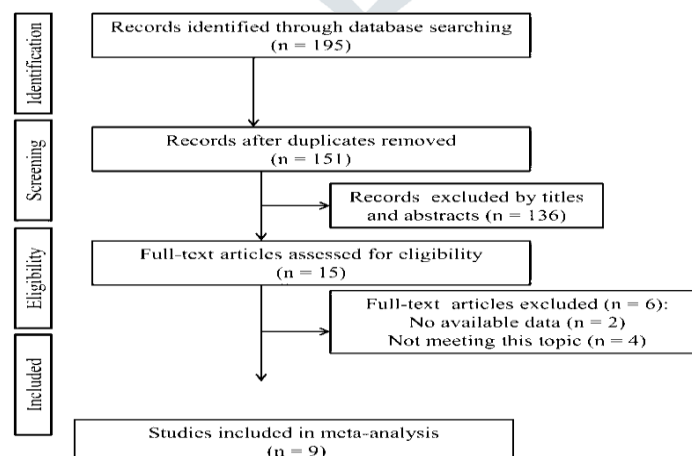 Identification
Records identified through database searching
(n = 195)
Screening
Records after duplicates removed
(n = 151)
Records excluded by titles
and abstracts (n = 136)
Eligibility
Full-text articles assessed for eligibility
(n = 15)
Full-text articles excluded (n = 6):
No available data (n = 2)
Not meeting this topic (n = 4)
Included
Studies included in meta-analysis
(n = 9)